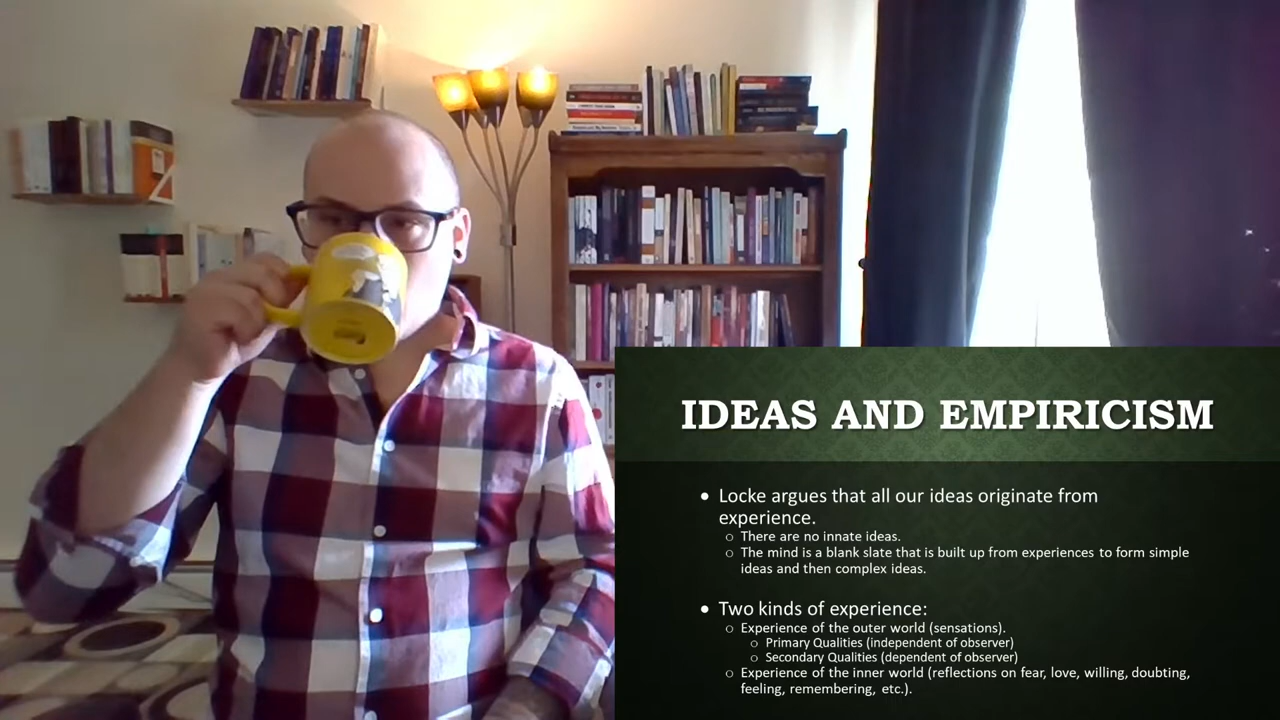 IDEAS AND EMPIRICISM
• Locke argues that all our ideas originate from
experience.
○ There are no innate ideas.
○ The mind is a blank slate that is built up from experiences to form simple
ideas and then complex ideas.
• Two kinds of experience:
○ Experience of the outer world (sensations).
○ Primary Qualities (independent of observer)
○ Secondary Qualities (dependent of observer)
○ Experience of the inner world (reflections on fear, love, willing, doubting,
feeling, remembering, etc.).